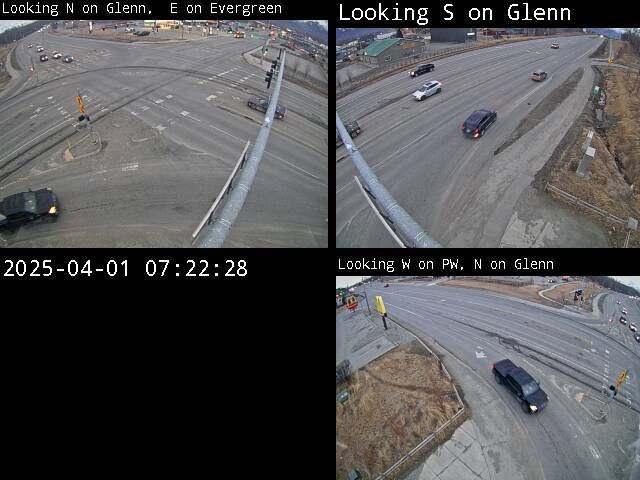 Looking N on Glenn,  E on Evergreen
Looking S on Glenn
2025-04-01 07:22:28
Looking W on PW, N on Glenn